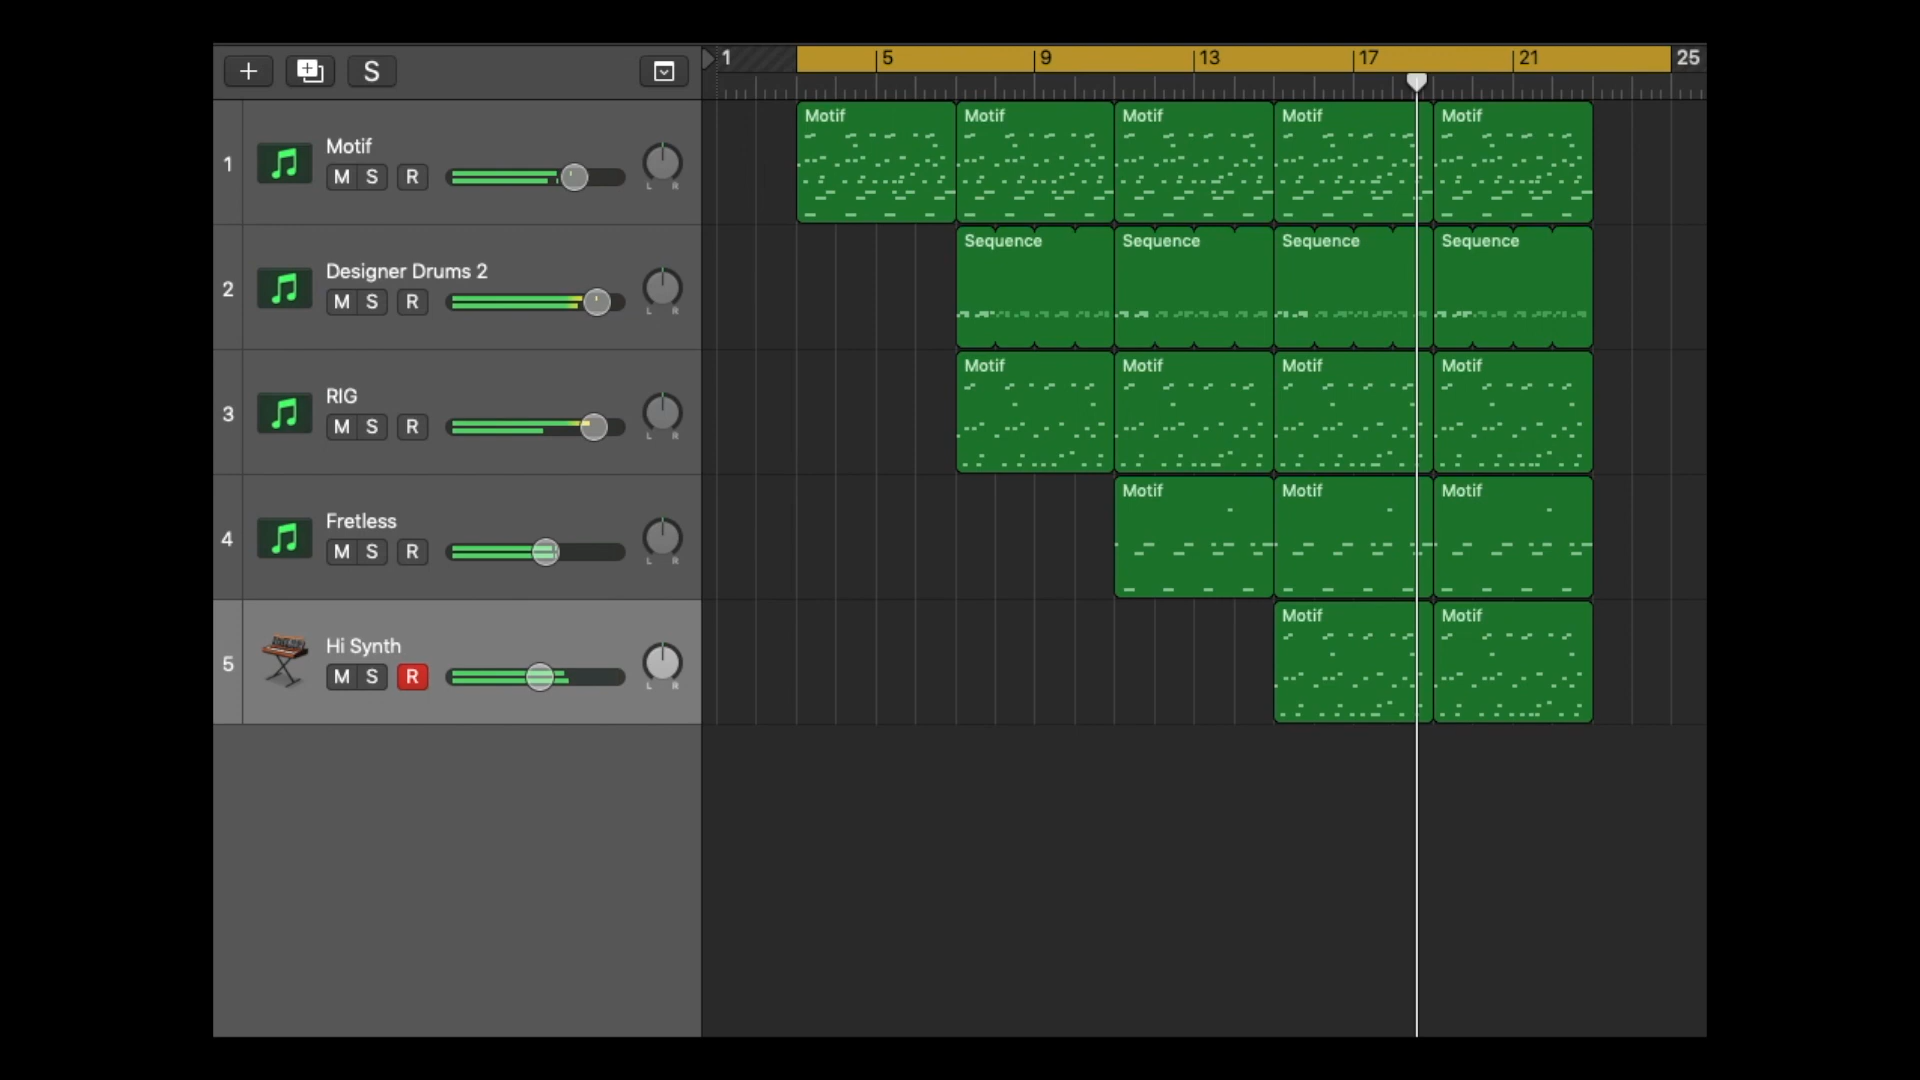 S
1 5 9 13 17 21 25
1 Motif
M S R
L R
Motif Motif Motif Motif Motif
2 Designer Drums 2
M S R
L R
Sequence Sequence Sequence Sequence
3 RIG
M S R
L R
Motif Motif Motif Motif
4 Fretless
M S R
L R
Motif Motif Motif
5 Hi Synth
M S R
L R
Motif Motif